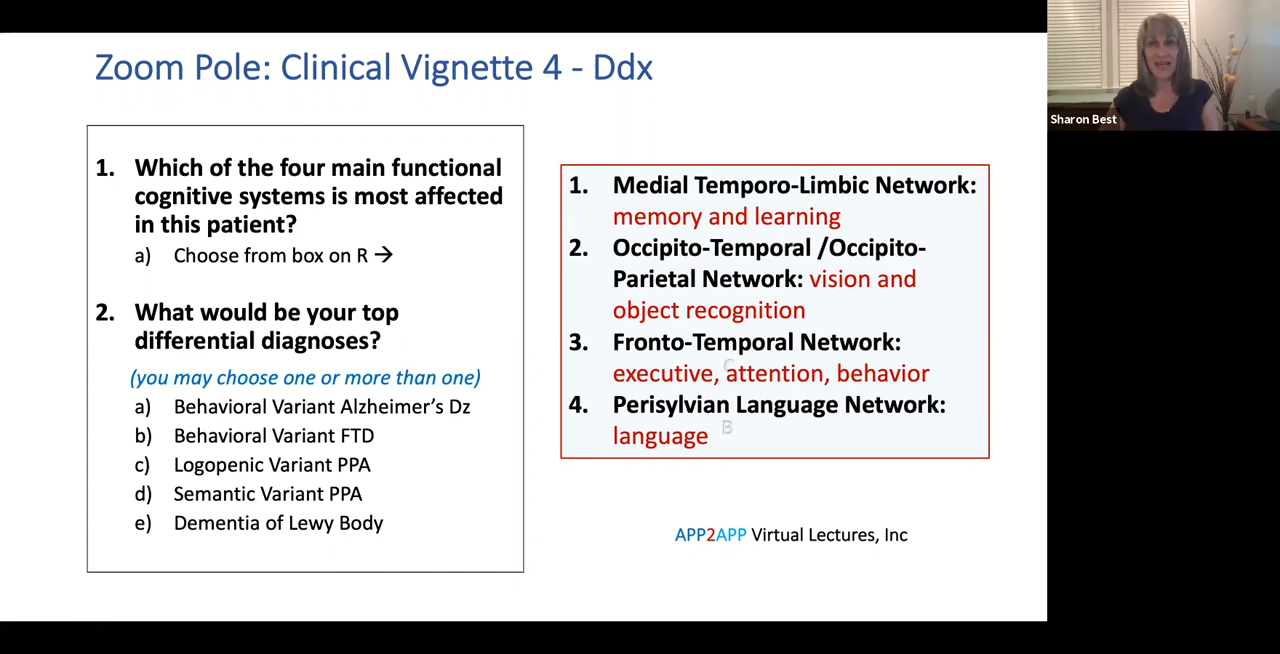 Zoom Pole: Clinical Vignette 4 - Ddx
Sharon Best
1. Which of the four main functional
cognitive systems is most affected
in this patient?
a) Choose from box on R →
2. What would be your top
differential diagnoses?
(you may choose one or more than one)
a) Behavioral Variant Alzheimer's Dz
b) Behavioral Variant FTD
c) Logopenic Variant PPA
d) Semantic Variant PPA
e) Dementia of Lewy Body
1. Medial Temporo-Limbic Network:
memory and learning
2. Occipito-Temporal /Occipito-
Parietal Network: vision and
object recognition
3. Fronto-Temporal Network:
executive, attention, behavior
4. Perisylvian Language Network:
language B
APP2APP Virtual Lectures, Inc